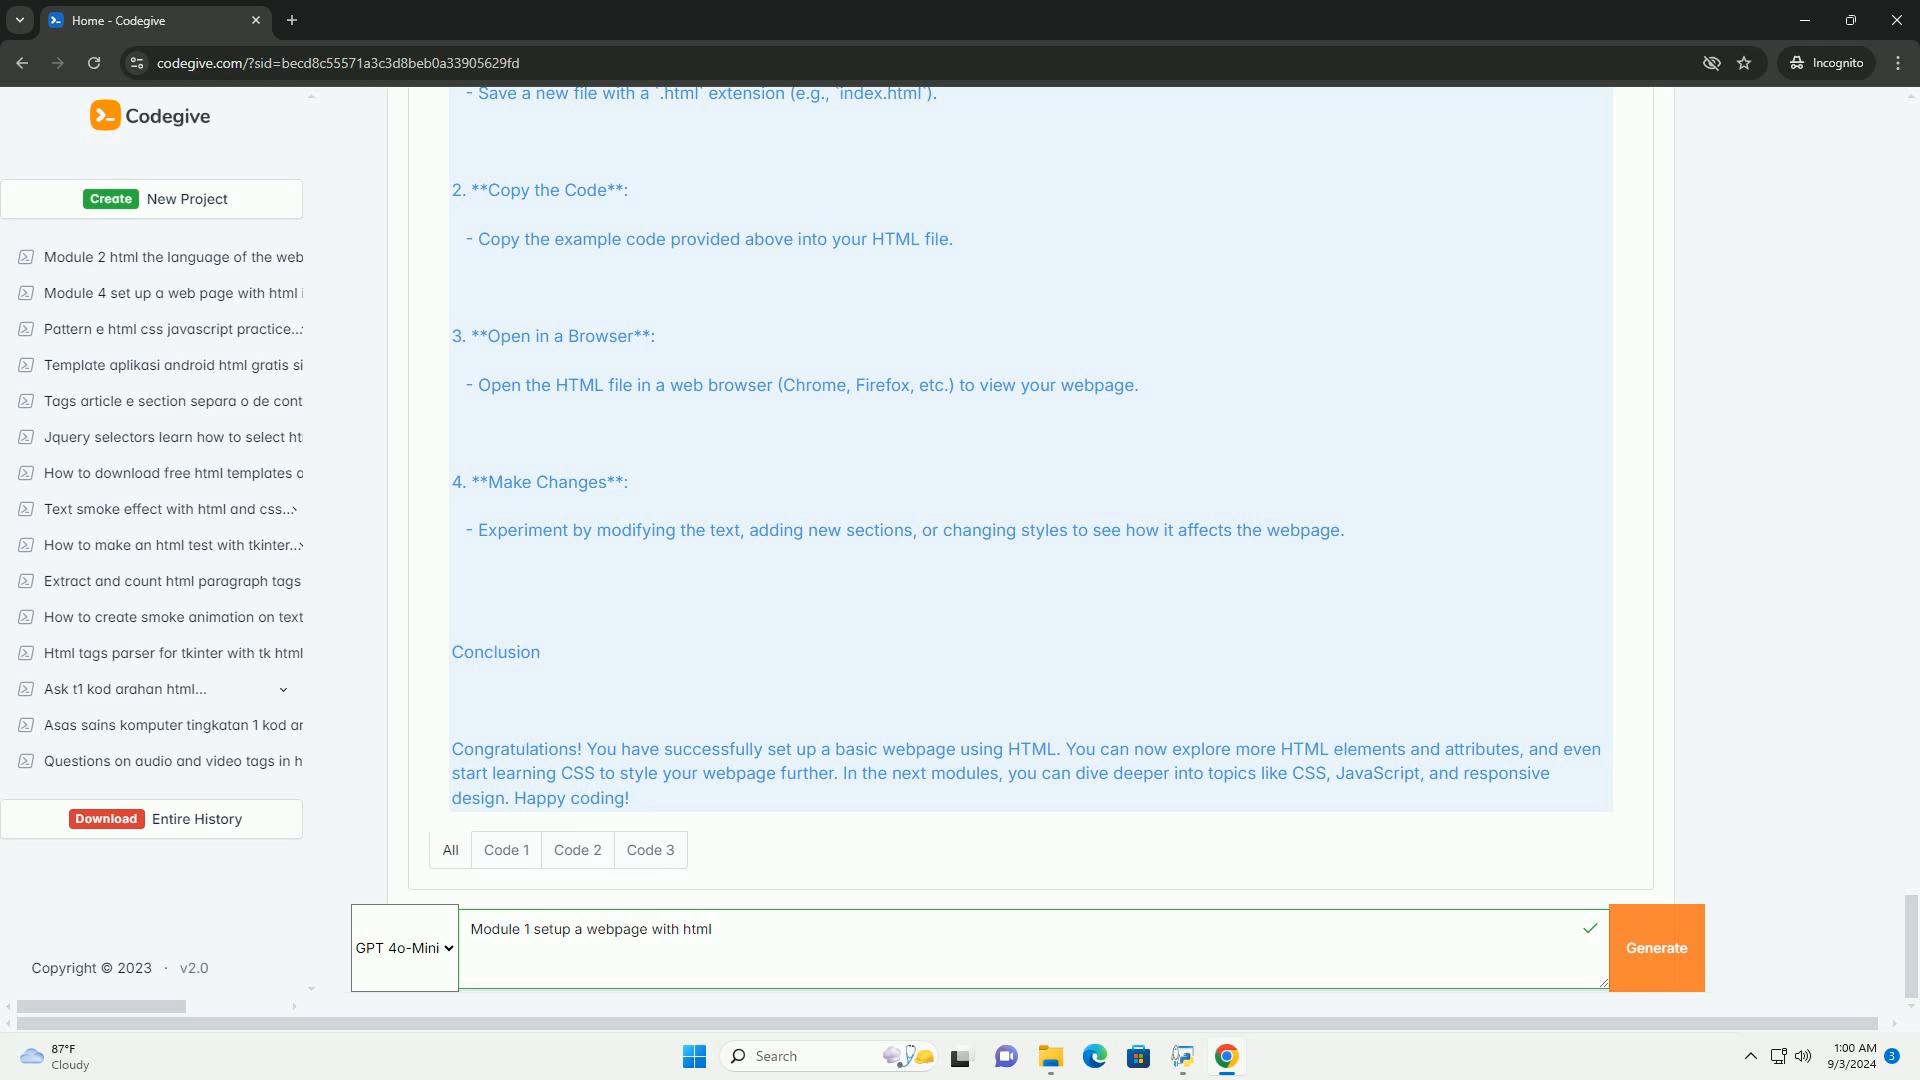 Home - Codegive
codegive.com/?sid=becd8c55571a3c3d8beb0a33905629fd
Incognito
Codegive
Create New Project
Module 2 html the language of the web
Module 4 set up a web page with html i
Pattern e html css javascript practice...
Template aplikasi android html gratis si
Tags article e section separa o de cont
Jquery selectors learn how to select ht
How to download free html templates a
Text smoke effect with html and css...
How to make an html test with tkinter...
Extract and count html paragraph tags
How to create smoke animation on text
Html tags parser for tkinter with tk html
Ask t1 kod arahan html...
Asas sains komputer tingkatan 1 kod ar
Questions on audio and video tags in h
Download Entire History
Copyright © 2023 · v2.0
- Save a new file with a `.html` extension (e.g., `index.html`).
2. **Copy the Code**:
- Copy the example code provided above into your HTML file.
3. **Open in a Browser**:
- Open the HTML file in a web browser (Chrome, Firefox, etc.) to view your webpage.
4. **Make Changes**:
- Experiment by modifying the text, adding new sections, or changing styles to see how it affects the webpage.
Conclusion
Congratulations! You have successfully set up a basic webpage using HTML. You can now explore more HTML elements and attributes, and even
start learning CSS to style your webpage further. In the next modules, you can dive deeper into topics like CSS, JavaScript, and responsive
design. Happy coding!
All Code 1 Code 2 Code 3
GPT 4o-Mini
Module 1 setup a webpage with html
Generate
87°F
Cloudy
Search
1:00 AM
9/3/2024
3